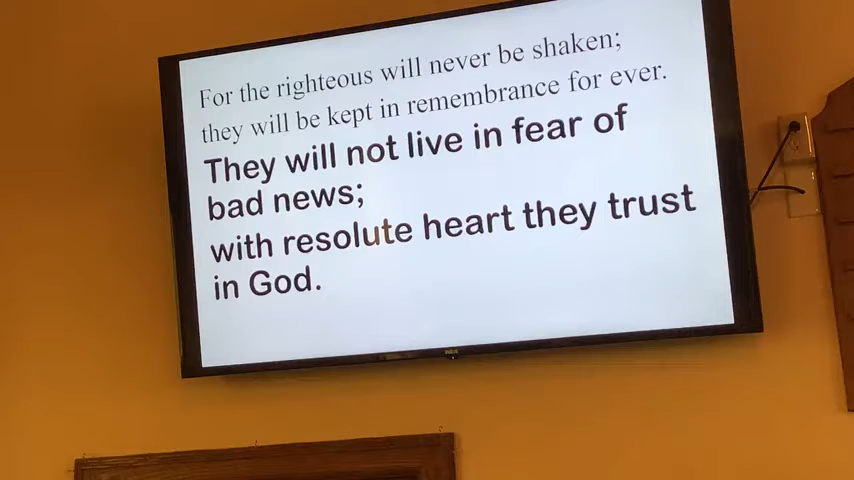 For the righteous will never be shaken;
they will be kept in remembrance for ever.
They will not live in fear of
bad news;
with resolute heart they trust
in God.
RCA